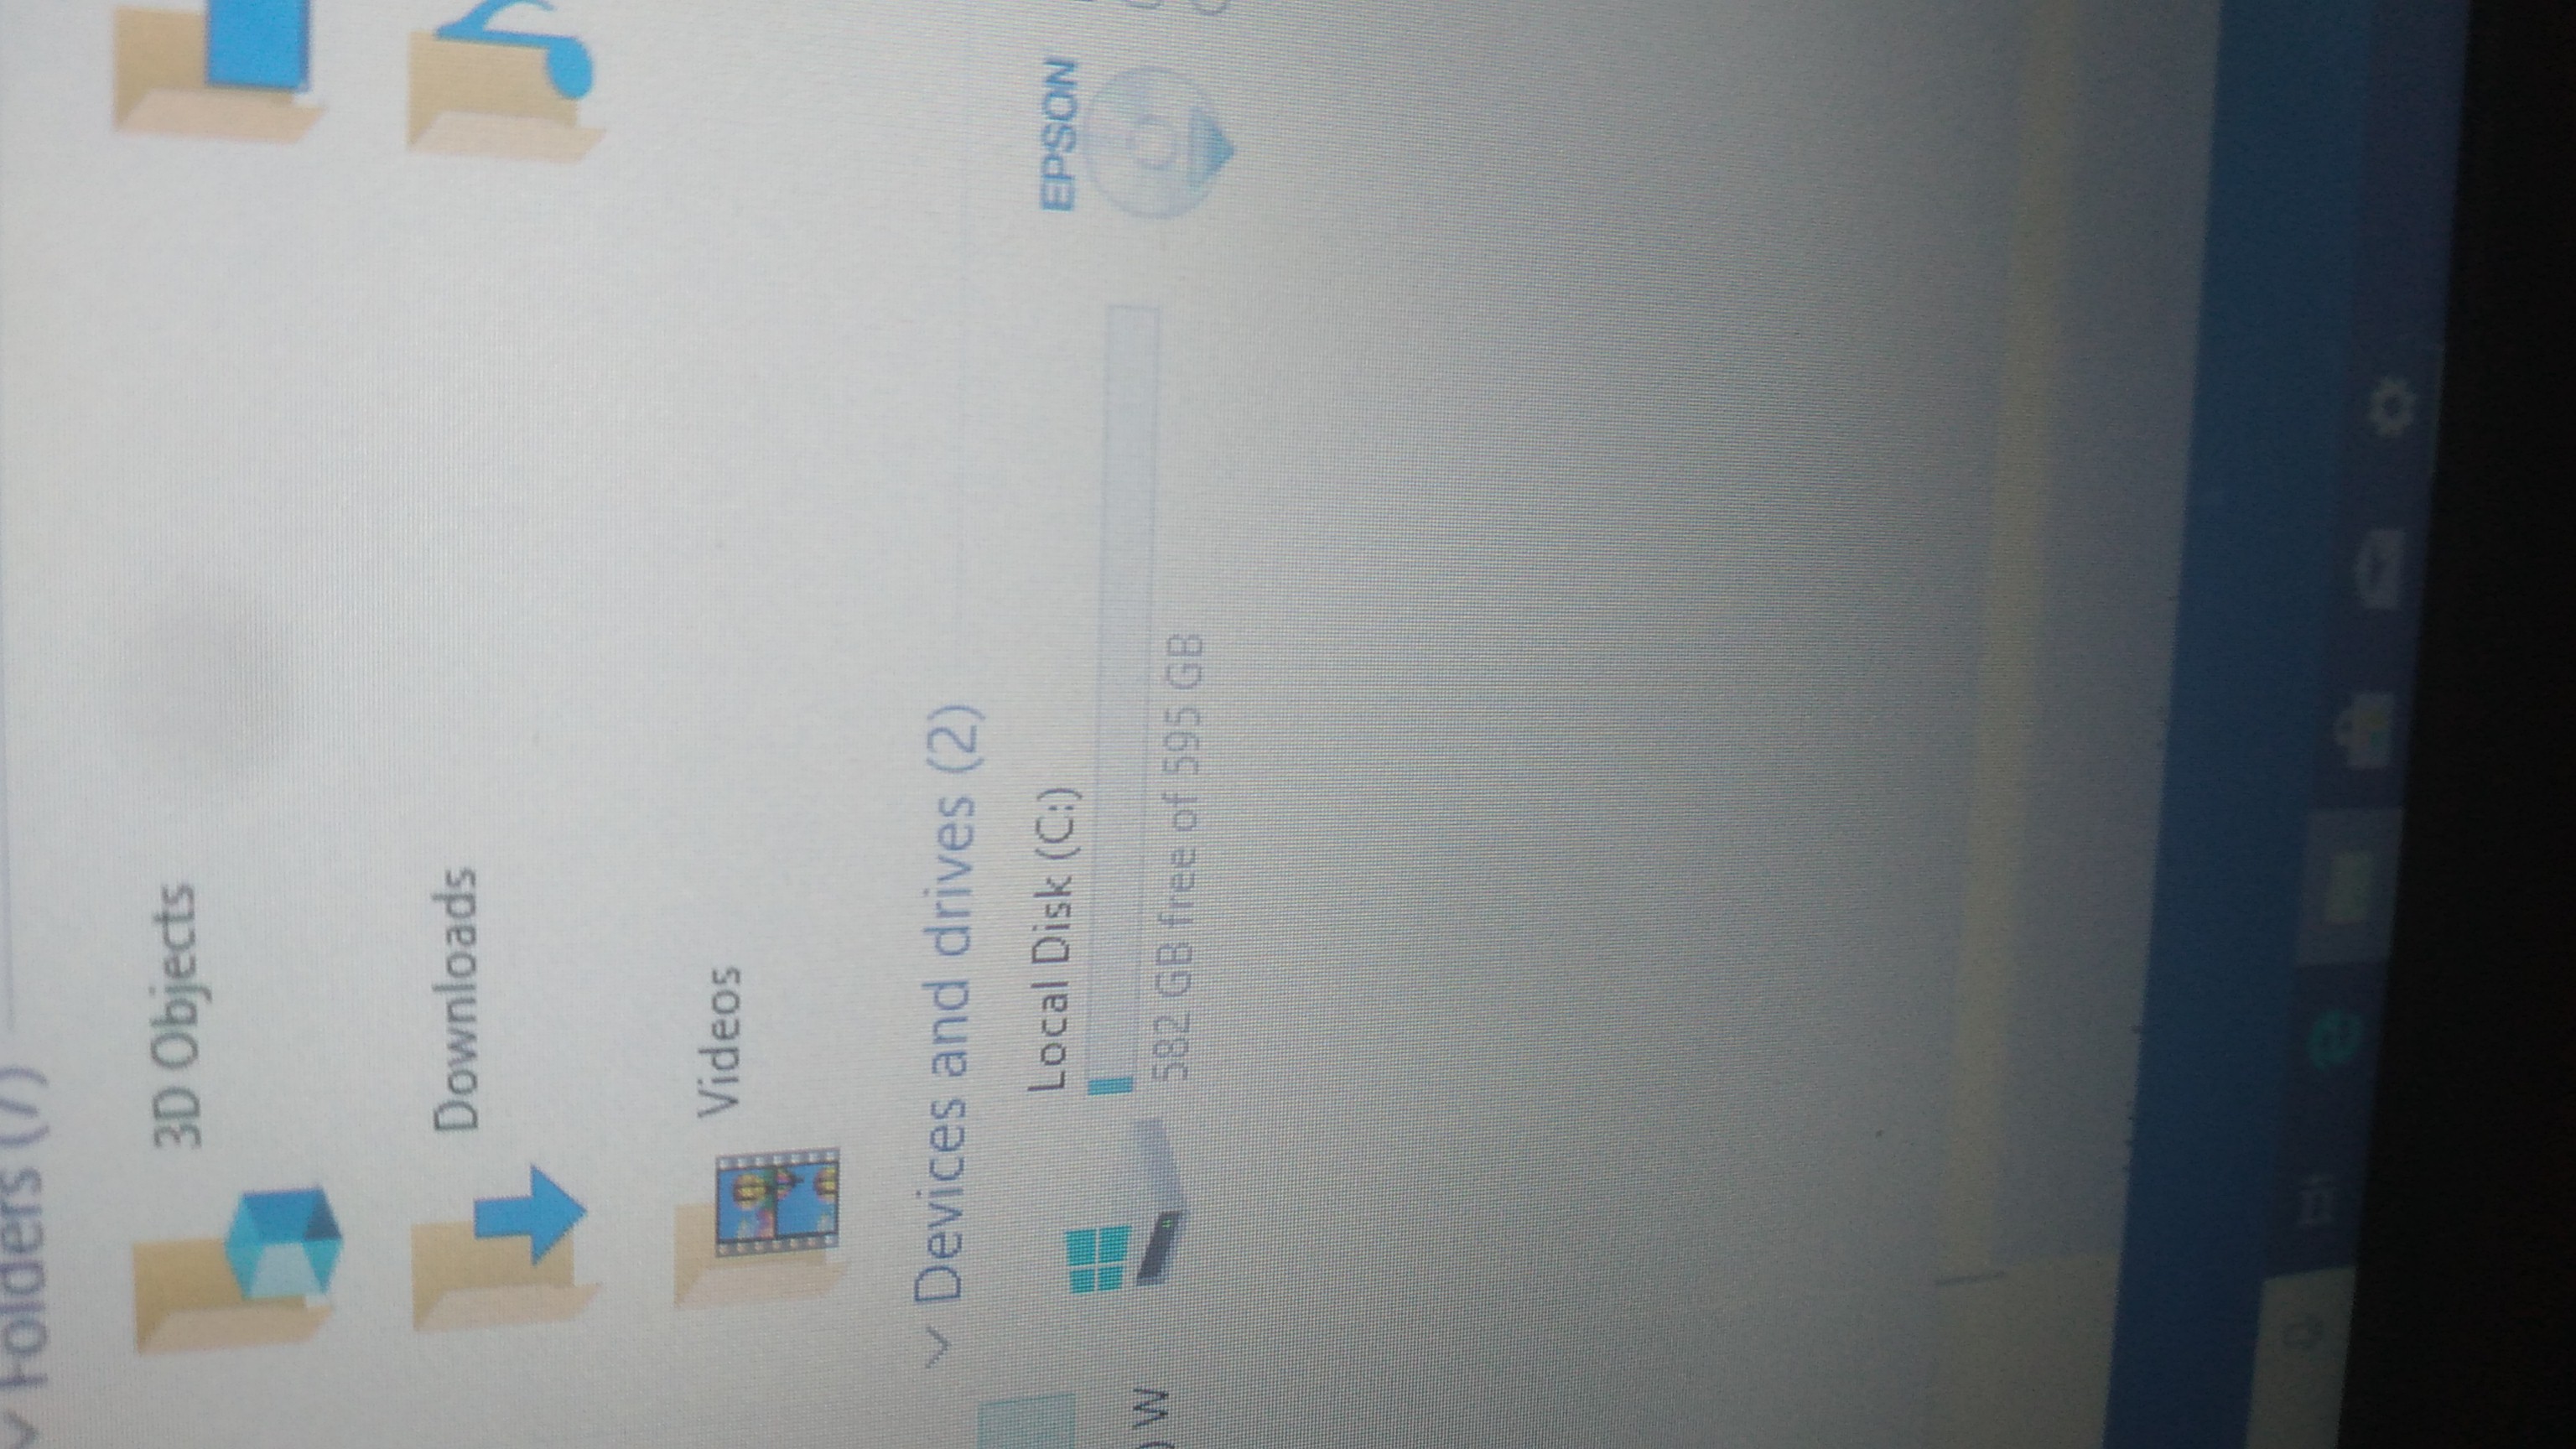 Folders (7)
3D Objects
Downloads
Videos
Devices and drives (2)
Local Disk (C:)
582 GB free of 595 GB
EPSON
) W